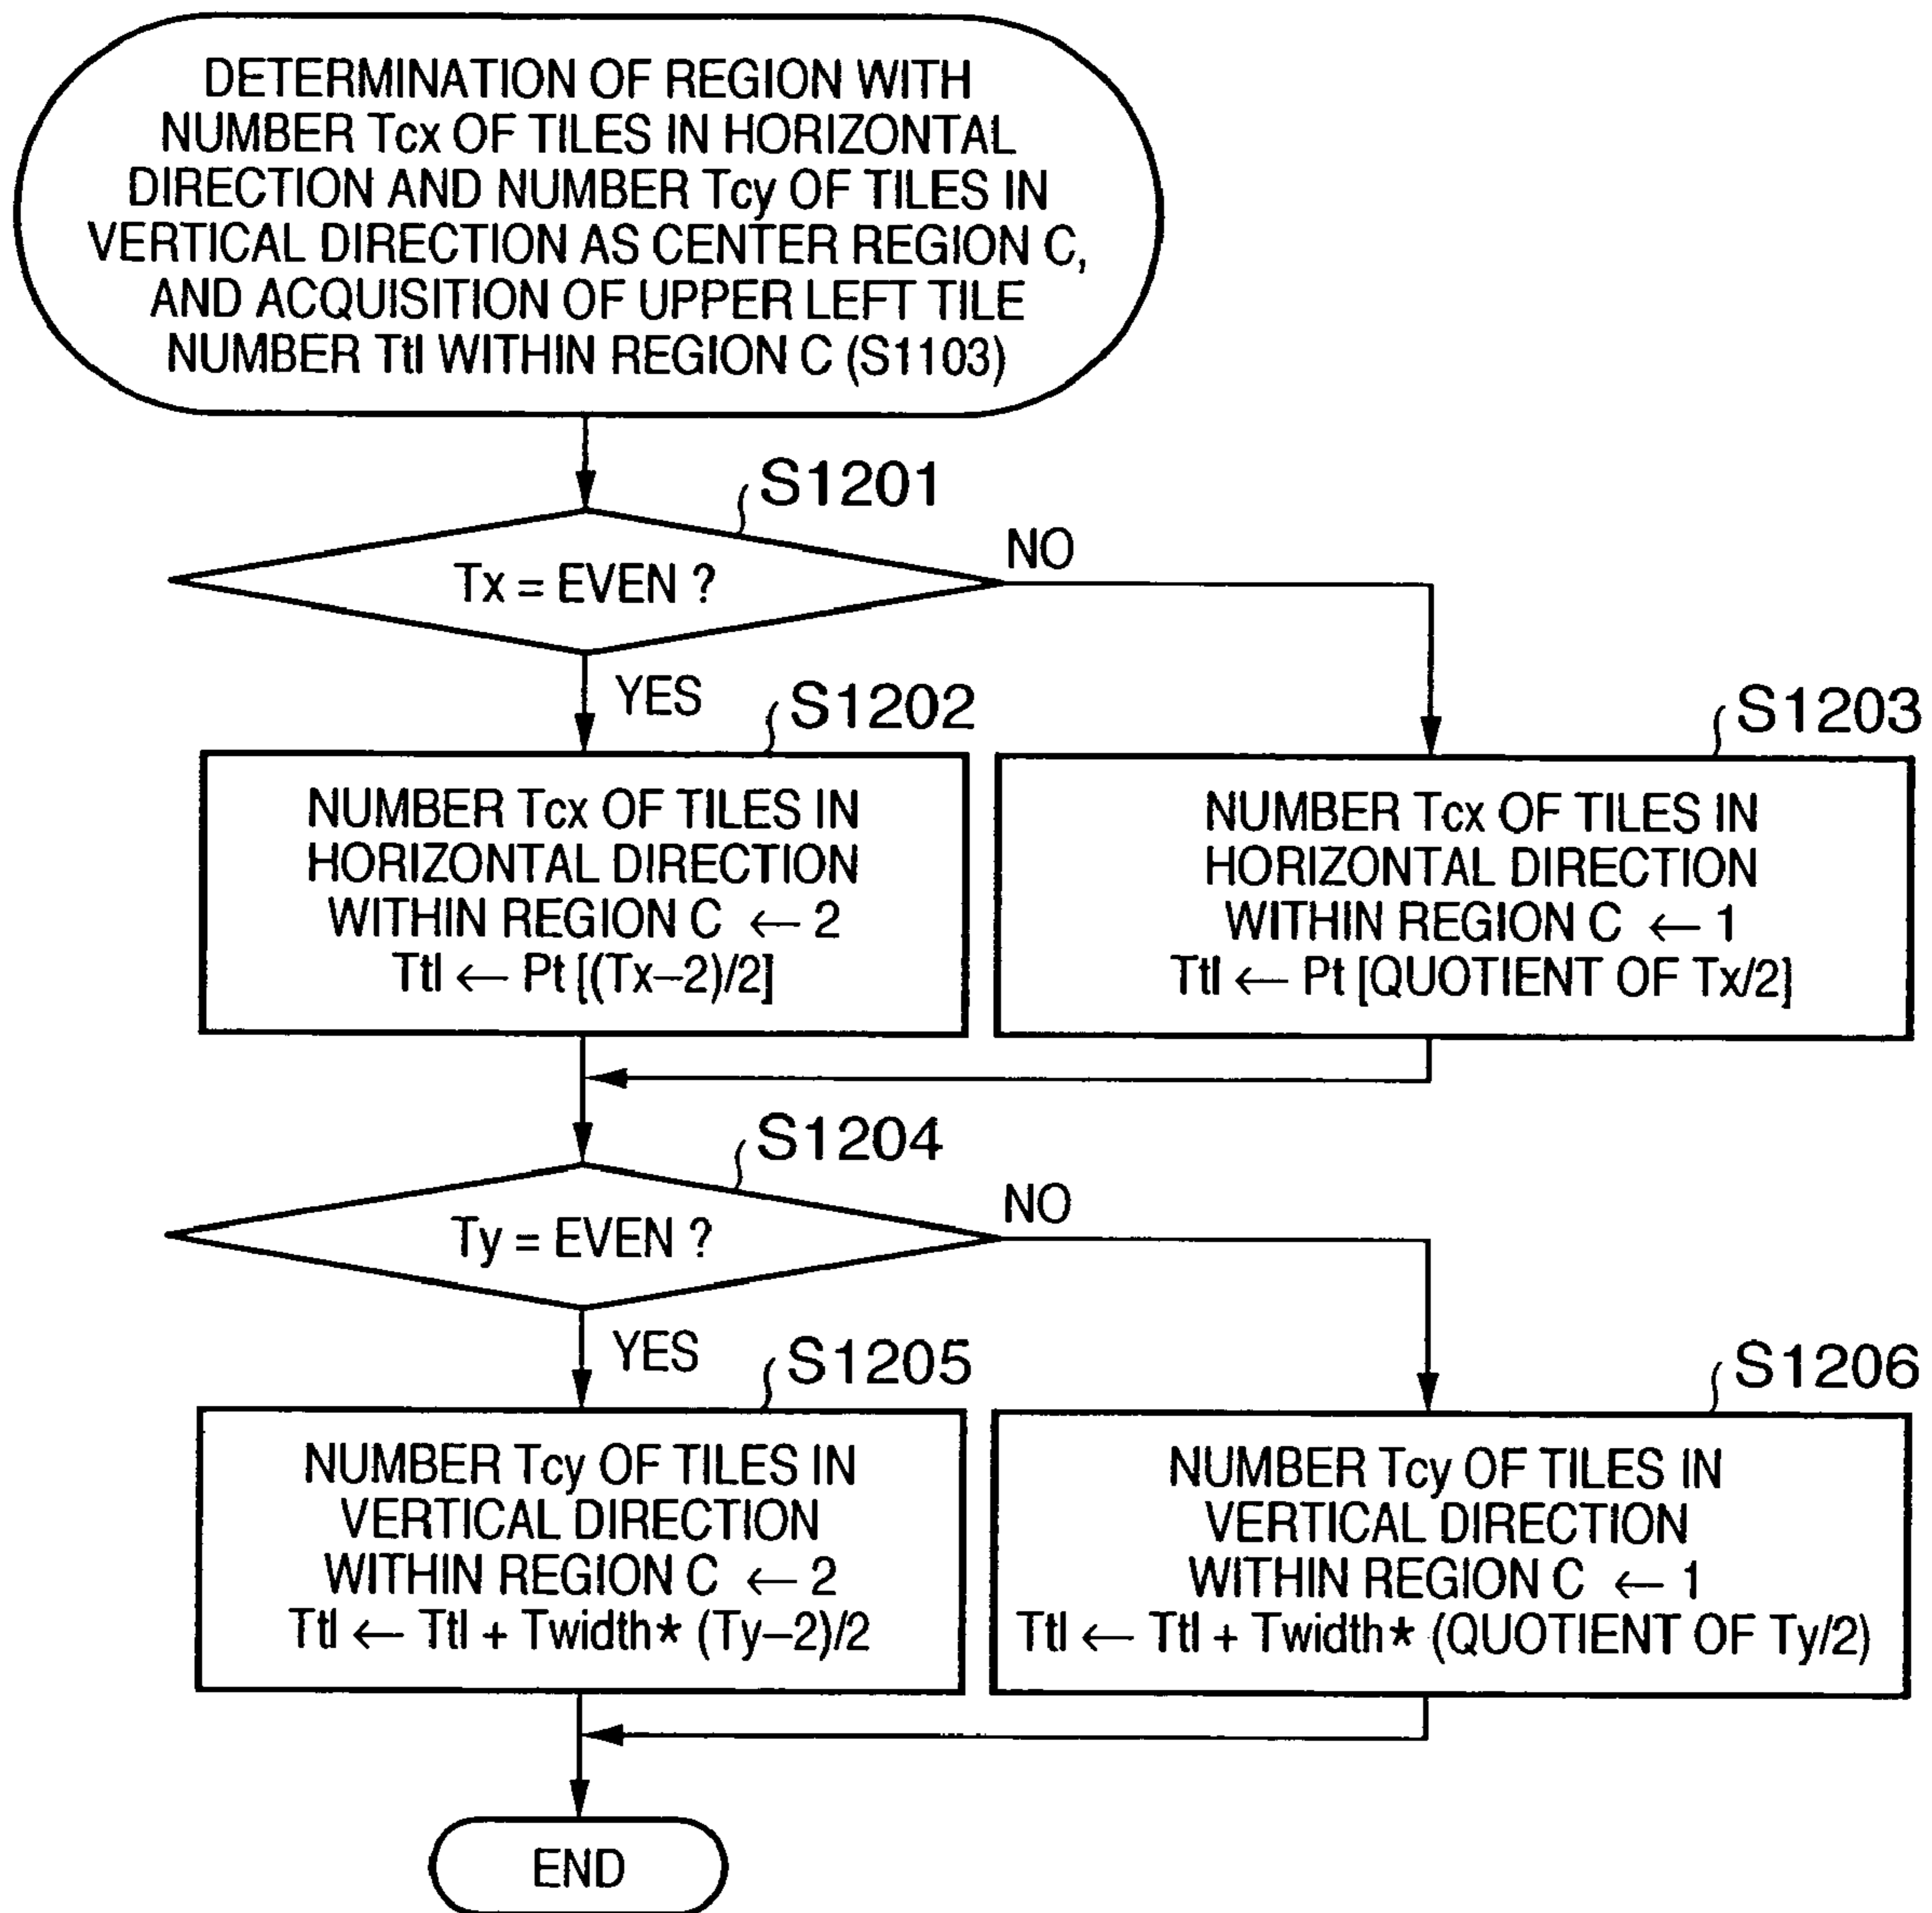 DETERMINATION OF REGION WITH
NUMBER Tcx OF TILES IN HORIZONTAL
DIRECTION AND NUMBER Tcy OF TILES IN
VERTICAL DIRECTION AS CENTER REGION C,
AND ACQUISITION OF UPPER LEFT TILE
NUMBER Ttl WITHIN REGION C (S1103)
S1201
Tx = EVEN ?
NO
YES
S1202
NUMBER Tcx OF TILES IN
HORIZONTAL DIRECTION
WITHIN REGION C ← 2
Ttl ← Pt [(Tx–2)/2]
S1203
NUMBER Tcx OF TILES IN
HORIZONTAL DIRECTION
WITHIN REGION C ← 1
Ttl ← Pt [QUOTIENT OF Tx/2]
S1204
Ty = EVEN ?
NO
YES
S1205
NUMBER Tcy OF TILES IN
VERTICAL DIRECTION
WITHIN REGION C ← 2
Ttl ← Ttl + Twidth* (Ty–2)/2
S1206
NUMBER Tcy OF TILES IN
VERTICAL DIRECTION
WITHIN REGION C ← 1
Ttl ← Ttl + Twidth* (QUOTIENT OF Ty/2)
END